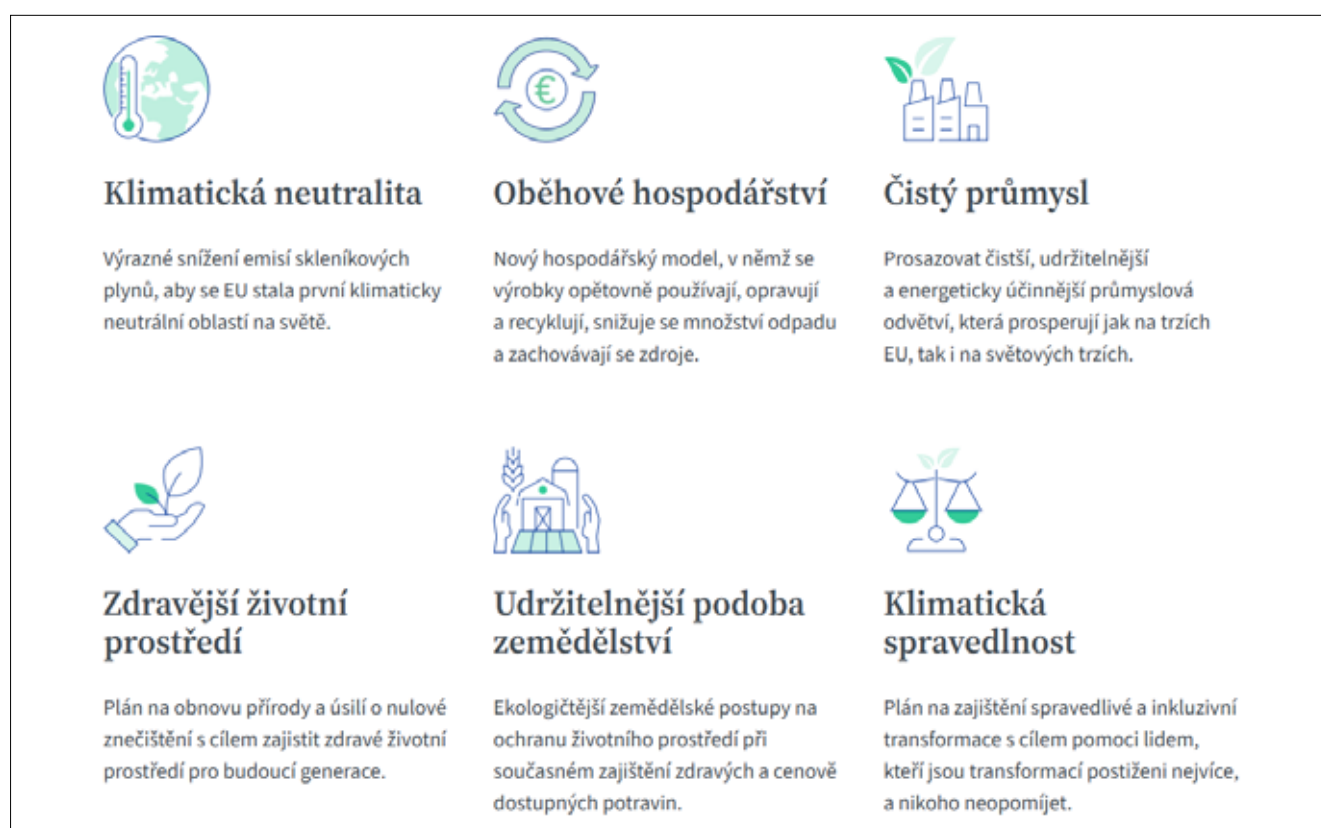 Klimatická neutralita
Výrazné snížení emisí skleníkových
plynů, aby se EU stala první klimaticky
neutrální oblastí na světě.
Oběhové hospodářství
Nový hospodářský model, v němž se
výrobky opětovně používají, opravují
a recyklují, snižuje se množství odpadu
a zachovávají se zdroje.
Čistý průmysl
Prosazovat čistší, udržitelnější
a energeticky účinnější průmyslová
odvětví, která prosperují jak na trzích
EU, tak i na světových trzích.
Zdravější životní
prostředí
Plán na obnovu přírody a úsilí o nulové
znečištění s cílem zajistit zdravé životní
prostředí pro budoucí generace.
Udržitelnější podoba
zemědělství
Ekologičtější zemědělské postupy na
ochranu životního prostředí při
současném zajištění zdravých a cenově
dostupných potravin.
Klimatická
spravedlnost
Plán na zajištění spravedlivé a inkluzivní
transformace s cílem pomoci lidem,
kteří jsou transformací postiženi nejvíce,
a nikoho neopomíjet.